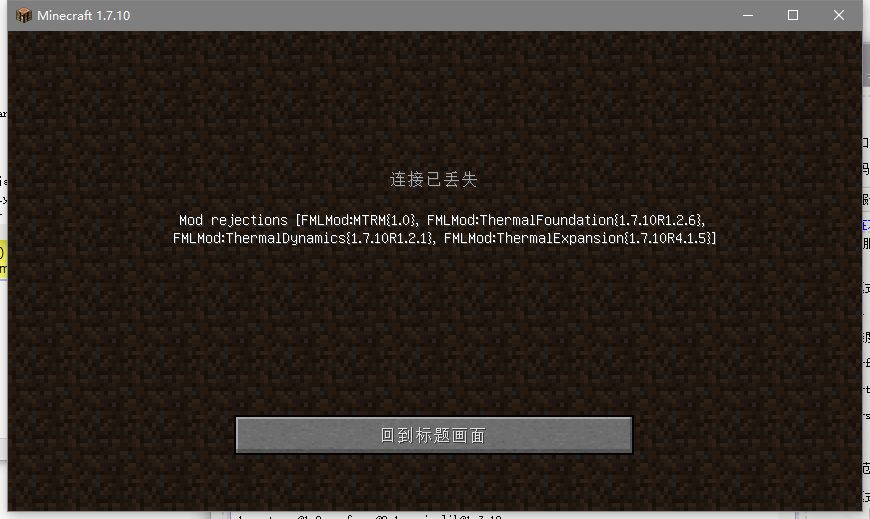 Minecraft 1.7.10
连接已丢失
Mod rejections [FMLMod:MTRM{1.0}, FMLMod:ThermalFoundation{1.7.10R1.2.6},
FMLMod:ThermalDynamics{1.7.10R1.2.1}, FMLMod:ThermalExpansion{1.7.10R4.1.5}]
回到标题画面